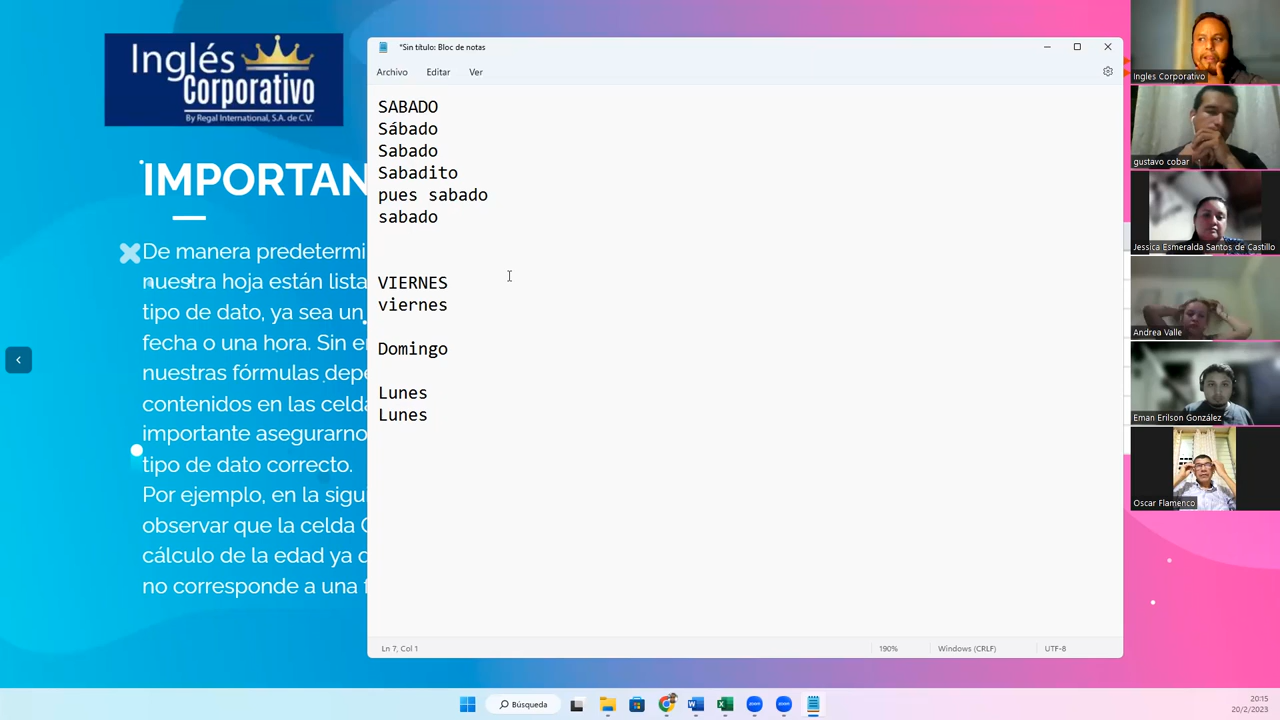 Inglés
Corporativo
By Regal International, S.A. de C.V.
IMPORTAN
De manera predetermi
nuestra hoja están lista
tipo de dato, ya sea un
fecha o una hora. Sin e
nuestras fórmulas depe
contenidos en las celda
importante asegurarno
tipo de dato correcto.
Por ejemplo, en la sigui
observar que la celda
cálculo de la edad ya
no corresponde a una f
*Sin título: Bloc de notas
Archivo Editar Ver
SABADO
Sábado
Sabado
Sabadito
pues sabado
sabado
VIERNES
viernes
Domingo
Lunes
Lunes
Ln 7, Col 1 190% Windows (CRLF) UTF-8
Ingles Corporativo
gustavo cobar
Jessica Esmeralda Santos de Castillo
Andrea Valle
Eman Erilson González
Oscar Flamenco
Búsqueda
20:15
20/2/2023